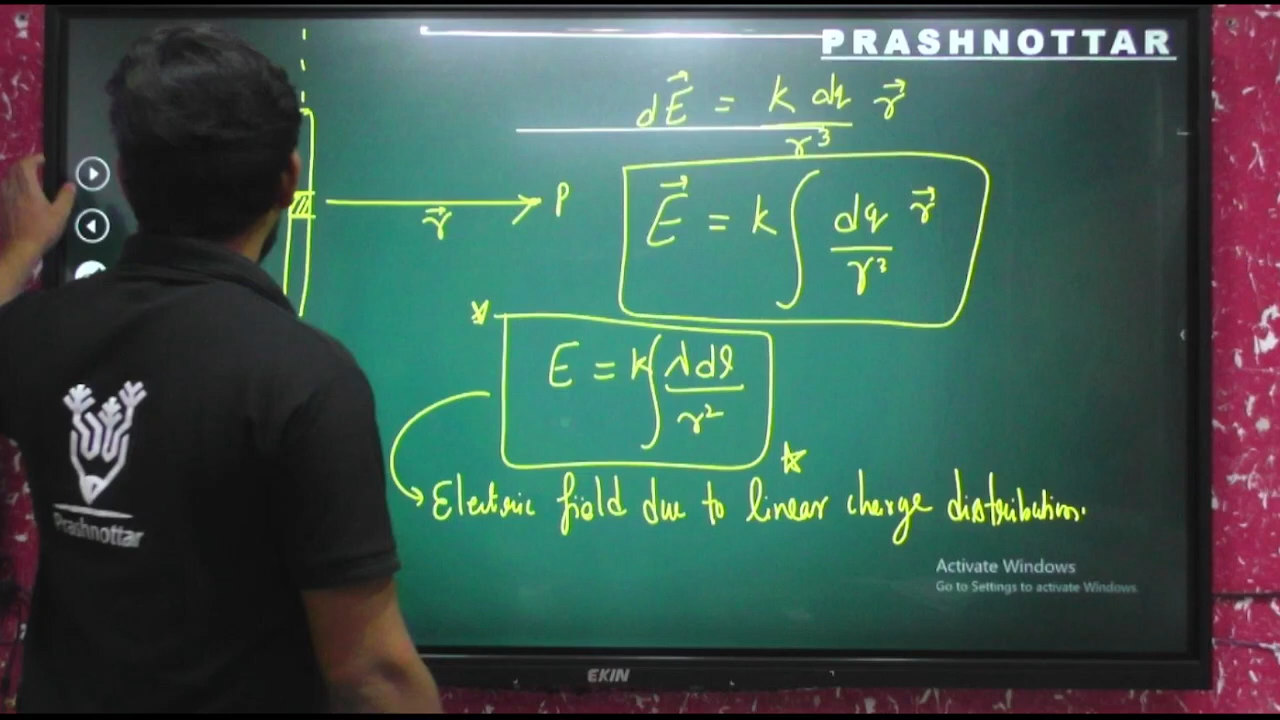 PRASHNOTTAR
dE⃗ = k dq / r³ r⃗
P
r⃗
E⃗ = k ∫ dq r⃗ / r³
E = k ∫ λdl / r²
Electric field due to linear charge distribution.
Prashnottar
Activate Windows
Go to Settings to activate Windows.
EKIN